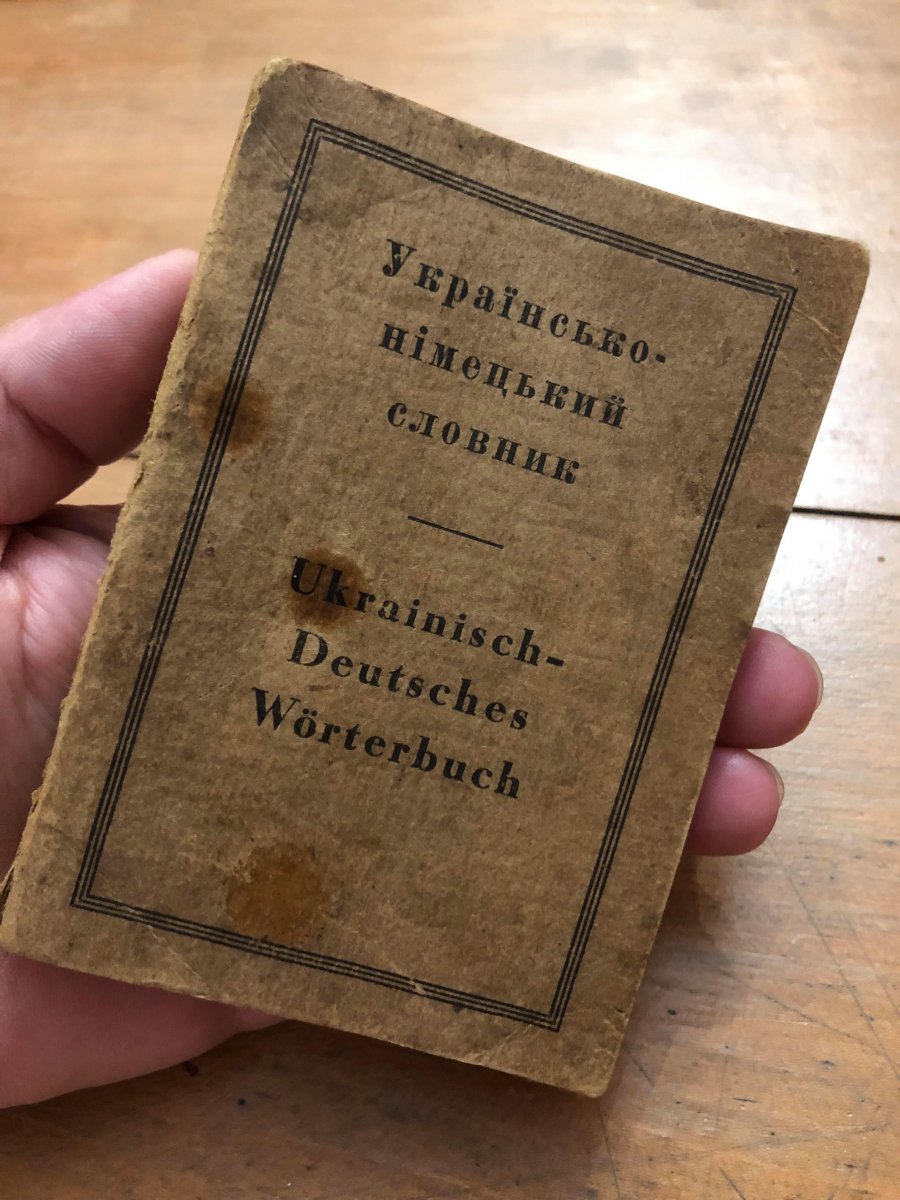 Українсько-
німецький
словник
Ukrainisch-
Deutsches
Wörterbuch